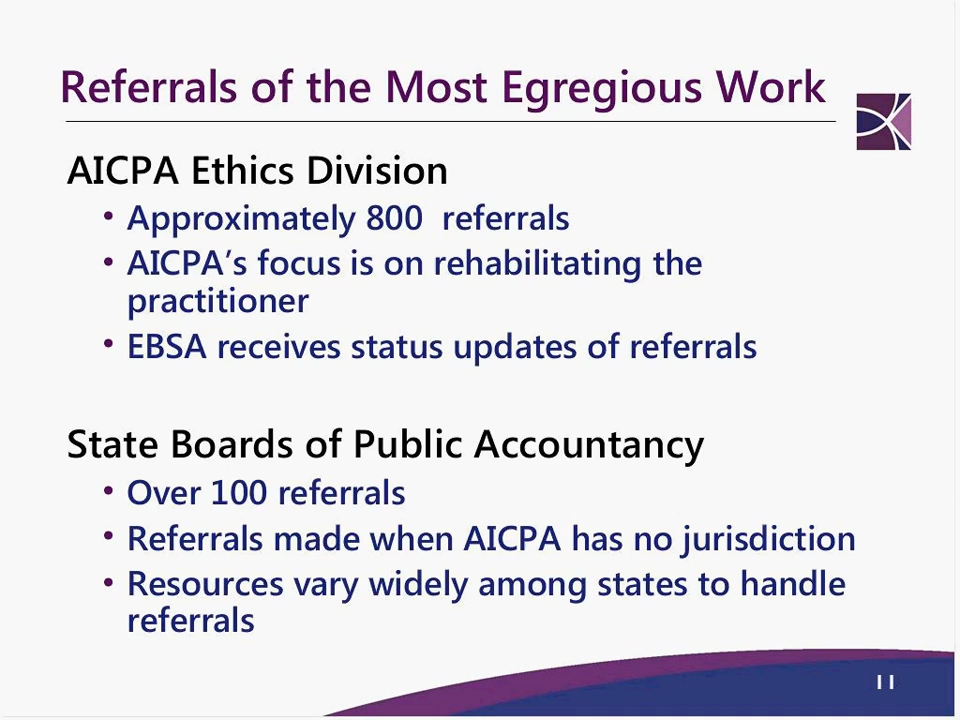 Referrals of the Most Egregious Work
AICPA Ethics Division
• Approximately 800  referrals
• AICPA’s focus is on rehabilitating the
practitioner
• EBSA receives status updates of referrals
State Boards of Public Accountancy
• Over 100 referrals
• Referrals made when AICPA has no jurisdiction
• Resources vary widely among states to handle
referrals
11